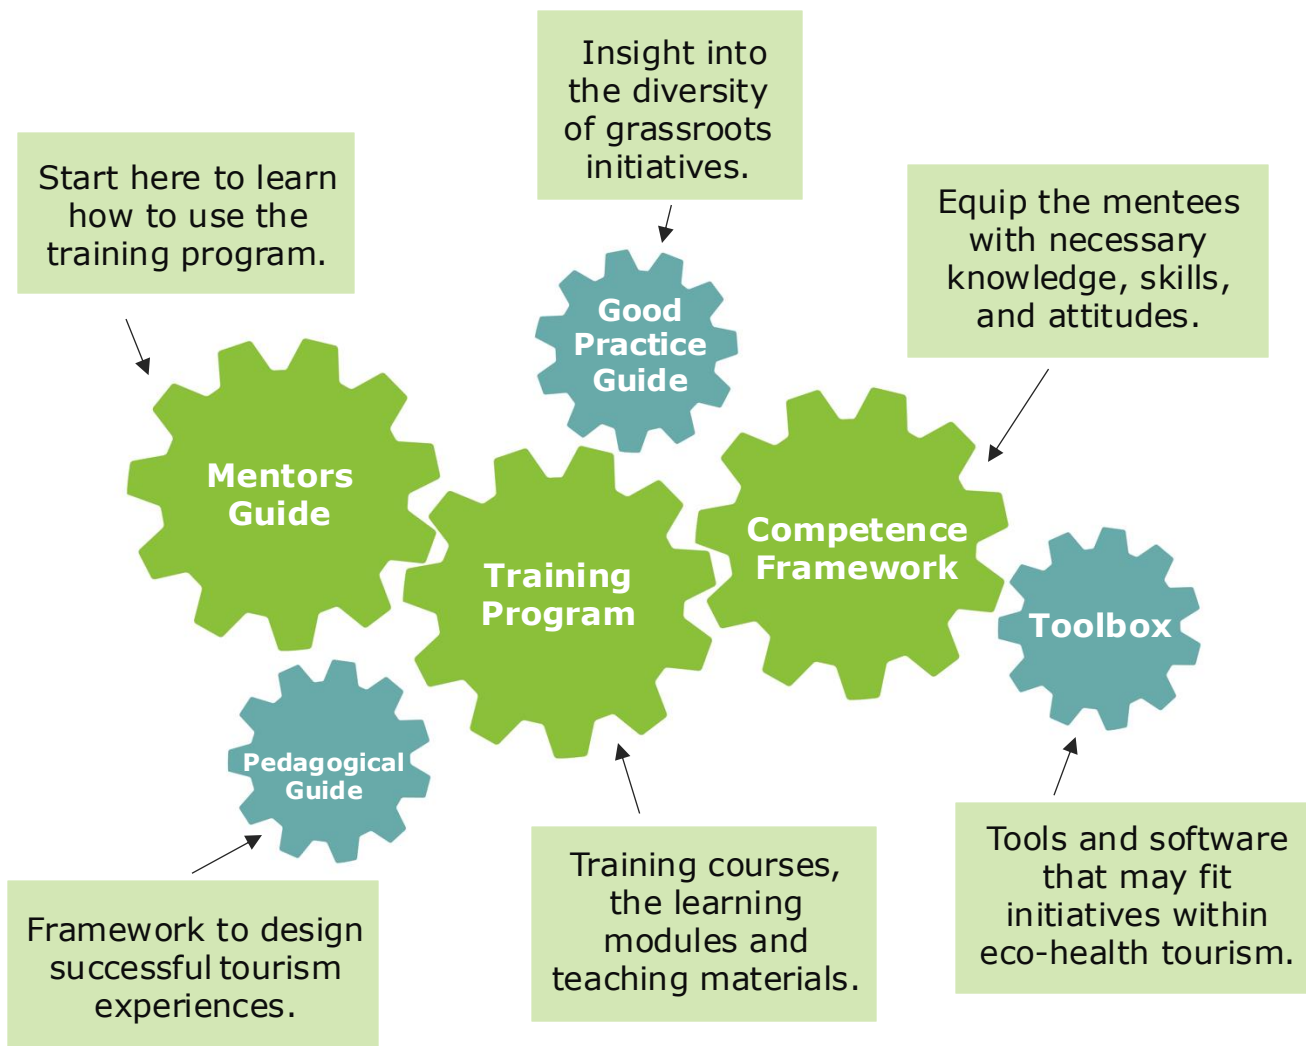 Insight into
the diversity
of grassroots
initiatives.
Start here to learn
how to use the
training program.
Equip the mentees
with necessary
knowledge, skills,
and attitudes.
Good
Practice
Guide
Mentors
Guide
Competence
Framework
Training
Program
Toolbox
Pedagogical
Guide
Framework to design
successful tourism
experiences.
Training courses,
the learning
modules and
teaching materials.
Tools and software
that may fit
initiatives within
eco-health tourism.